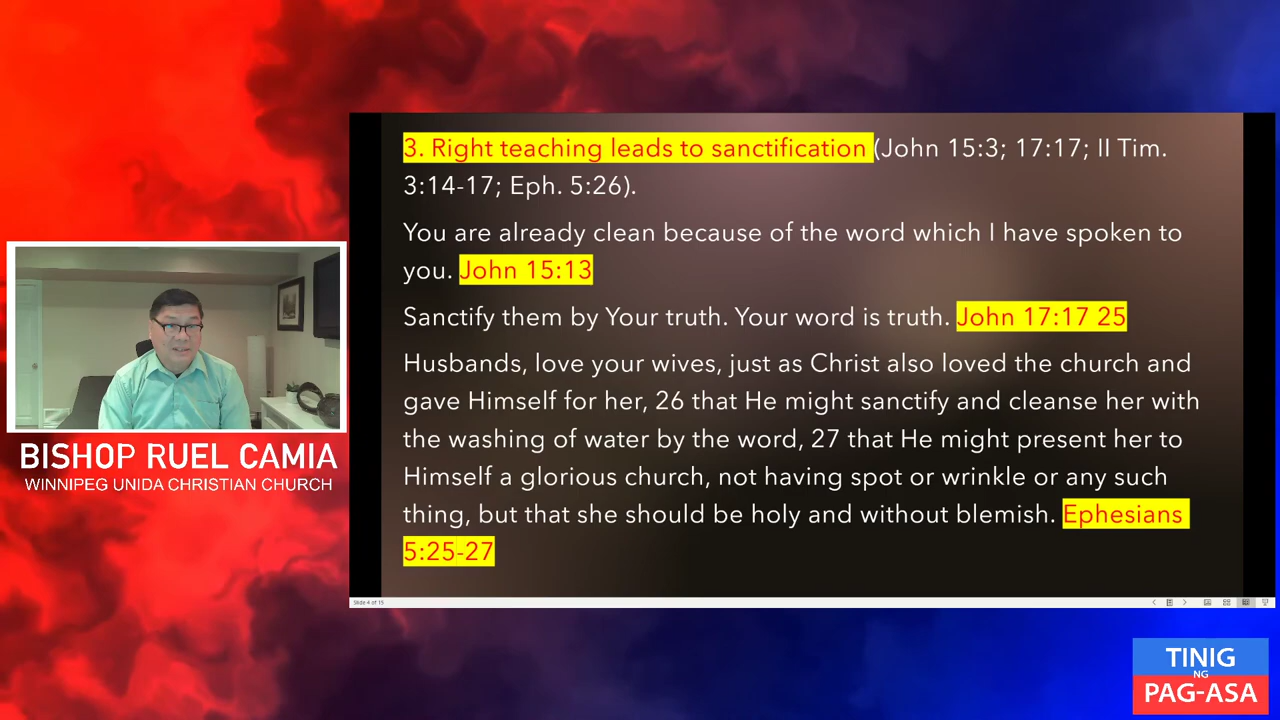 3. Right teaching leads to sanctification (John 15:3; 17:17; II Tim.
3:14-17; Eph. 5:26).
You are already clean because of the word which I have spoken to
you. John 15:13
Sanctify them by Your truth. Your word is truth. John 17:17 25
Husbands, love your wives, just as Christ also loved the church and
gave Himself for her, 26 that He might sanctify and cleanse her with
the washing of water by the word, 27 that He might present her to
Himself a glorious church, not having spot or wrinkle or any such
thing, but that she should be holy and without blemish. Ephesians
5:25-27
Slide 4 of 15
BISHOP RUEL CAMIA
WINNIPEG UNIDA CHRISTIAN CHURCH
TINIG
NG
PAG-ASA